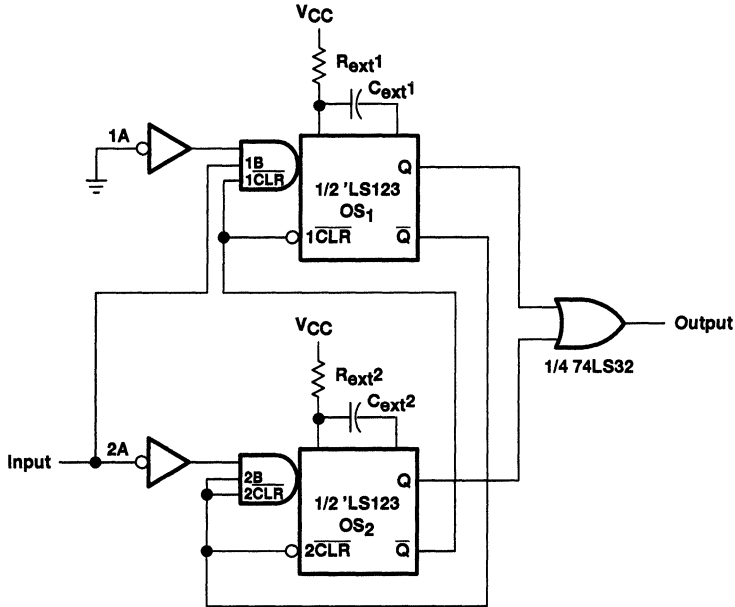 VCC
Rext1
Cext1
1A
1B
1CLR
1/2 'LS123
OS1
Q
1CLR
Q
VCC
Rext2
Cext2
Output
1/4 74LS32
Input
2A
2B
2CLR
1/2 'LS123
OS2
Q
2CLR
Q